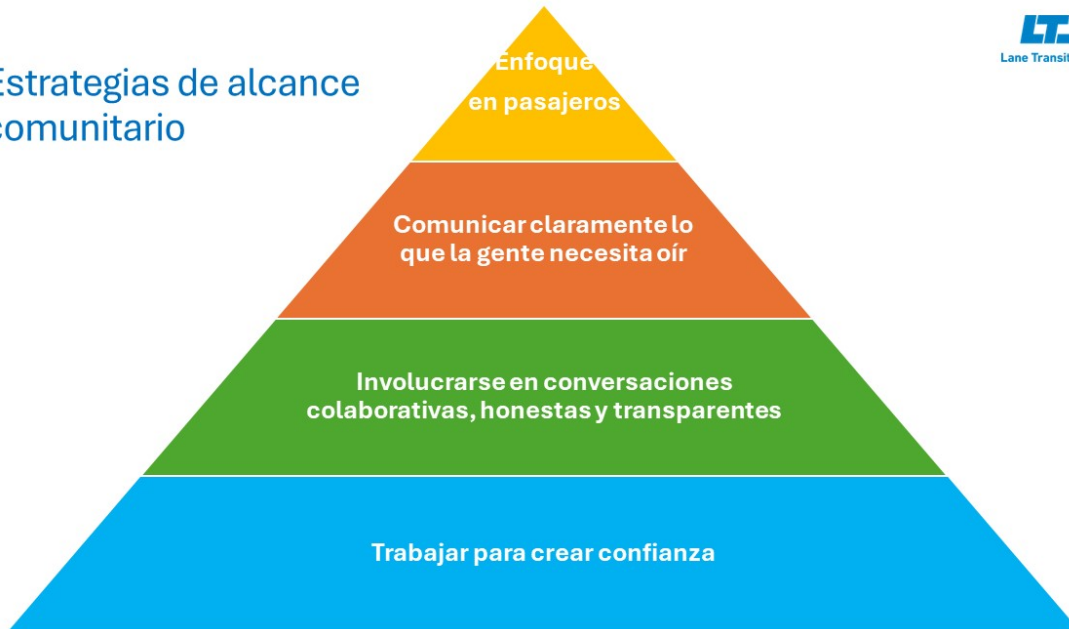 Estrategias de alcance
comunitario
LT
Lane Transit
Enfoque
en pasajeros
Comunicar claramente lo
que la gente necesita oír
Involucrarse en conversaciones
colaborativas, honestas y transparentes
Trabajar para crear confianza